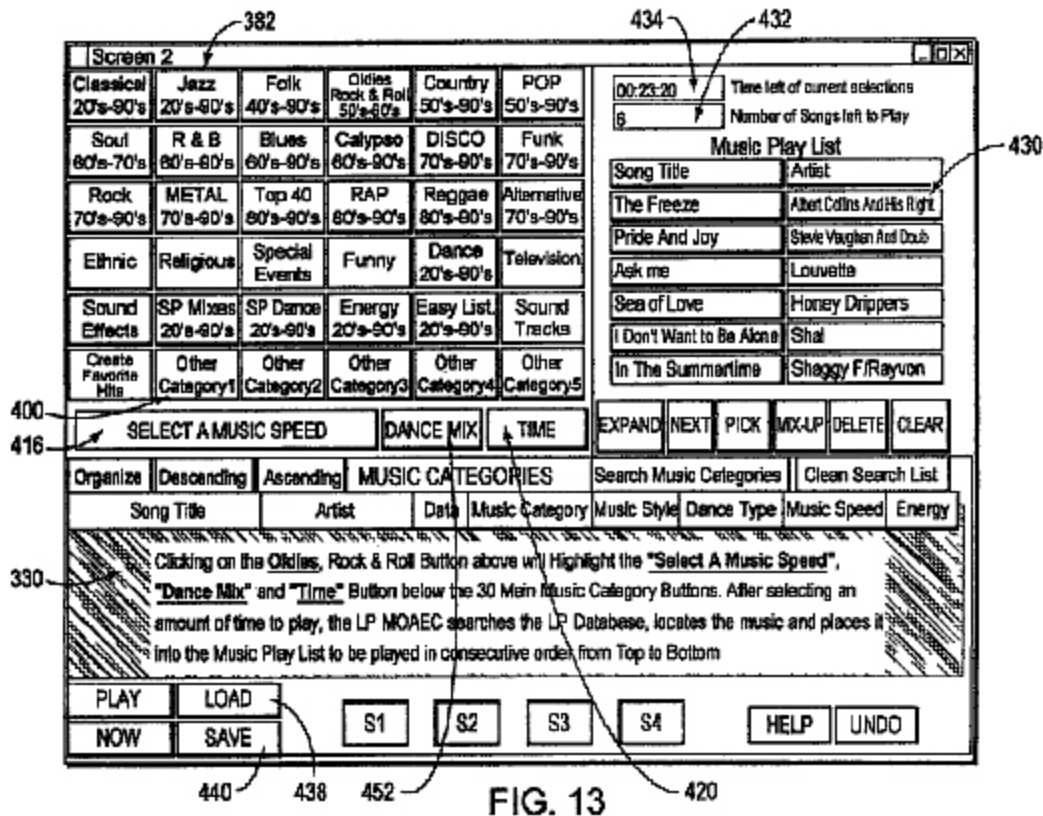 434 432
382
Screen 2
Classical Jazz Folk Oldies Country POP
20's-90's 20's-90's 40's-90's Rock & Roll 50's-60's 50's-90's 50's-90's
Soul R & B Blues Calypso DISCO Funk
60's-70's 60's-90's 60's-90's 60's-90's 70's-90's 70's-90's
Rock METAL Top 40 RAP Reggae Alternative
70's-90's 70's-90's 80's-90's 80's-90's 80's-90's 70's-90's
Ethnic Religious Special Events Funny Dance 20's-90's Television
Sound Effects SP Mixes 20's-90's SP Dance 20's-90's Energy 20's-90's Easy List. 20's-90's Sound Tracks
Create Favorite Hits Other Category1 Other Category2 Other Category3 Other Category4 Other Category5
00:23:20 Time left of current selections
6 Number of Songs left to Play
Music Play List
430
Song Title Artist
The Freeze Albert Collins And His Right
Pride And Joy Stevie Vaughan And Doub
Ask me Louvette
Sea of Love Honey Drippers
I Don't Want to Be Alone Shai
In The Summertime Shaggy F/Rayvon
400
416
SELECT A MUSIC SPEED DANCE MIX TIME
EXPAND NEXT PICK MIX-UP DELETE CLEAR
Organize Descending Ascending MUSIC CATEGORIES Search Music Categories Clean Search List
Song Title Artist Data Music Category Music Style Dance Type Music Speed Energy
330
Clicking on the Oldies, Rock & Roll Button above will Highlight the "Select A Music Speed",
"Dance Mix" and "Time" Button below the 30 Main Music Category Buttons. After selecting an
amount of time to play, the LP MOAEC searches the LP Database, locates the music and places it
into the Music Play List to be played in consecutive order from Top to Bottom
PLAY LOAD
NOW SAVE
S1 S2 S3 S4 HELP UNDO
440 438 452 420
FIG. 13